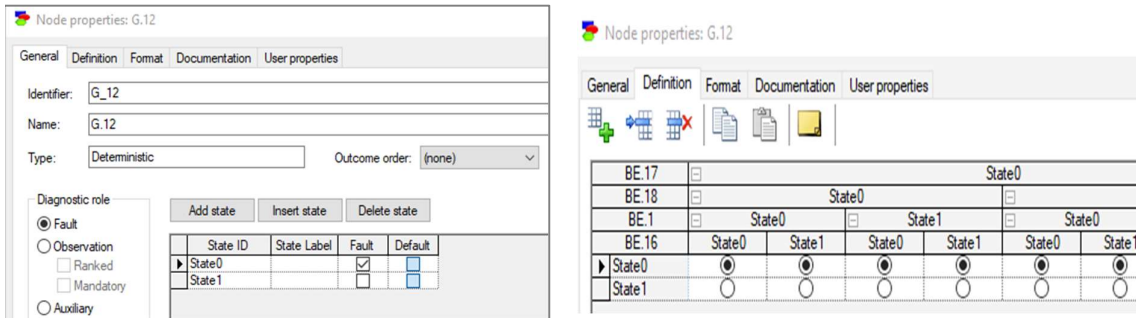 Node properties: G.12
General Definition Format Documentation User properties
Identifier: G_12
Name: G.12
Type: Deterministic Outcome order: (none)
Diagnostic role
Fault
Observation
Ranked
Mandatory
Auxiliary
Add state Insert state Delete state
State ID State Label Fault Default
State0
State1
Node properties: G.12
General Definition Format Documentation User properties
BE.17 State0
BE.18 State0
BE.1 State0 State1 State0
BE.16 State0 State1 State0 State1 State0 State1
State0
State1